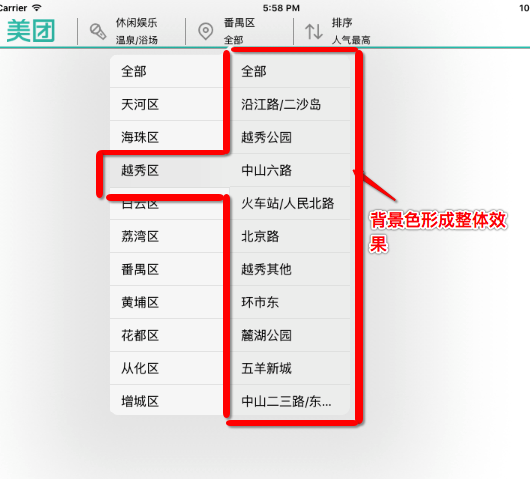 Carrier 5:58 PM 10
美团
休闲娱乐
温泉/浴场
番禺区
全部
排序
人气最高
全部
天河区
海珠区
越秀区
白云区
荔湾区
番禺区
黄埔区
花都区
从化区
增城区
全部
沿江路/二沙岛
越秀公园
中山六路
火车站/人民北路
北京路
越秀其他
环市东
麓湖公园
五羊新城
中山二三路/东...
背景色形成整体效
果